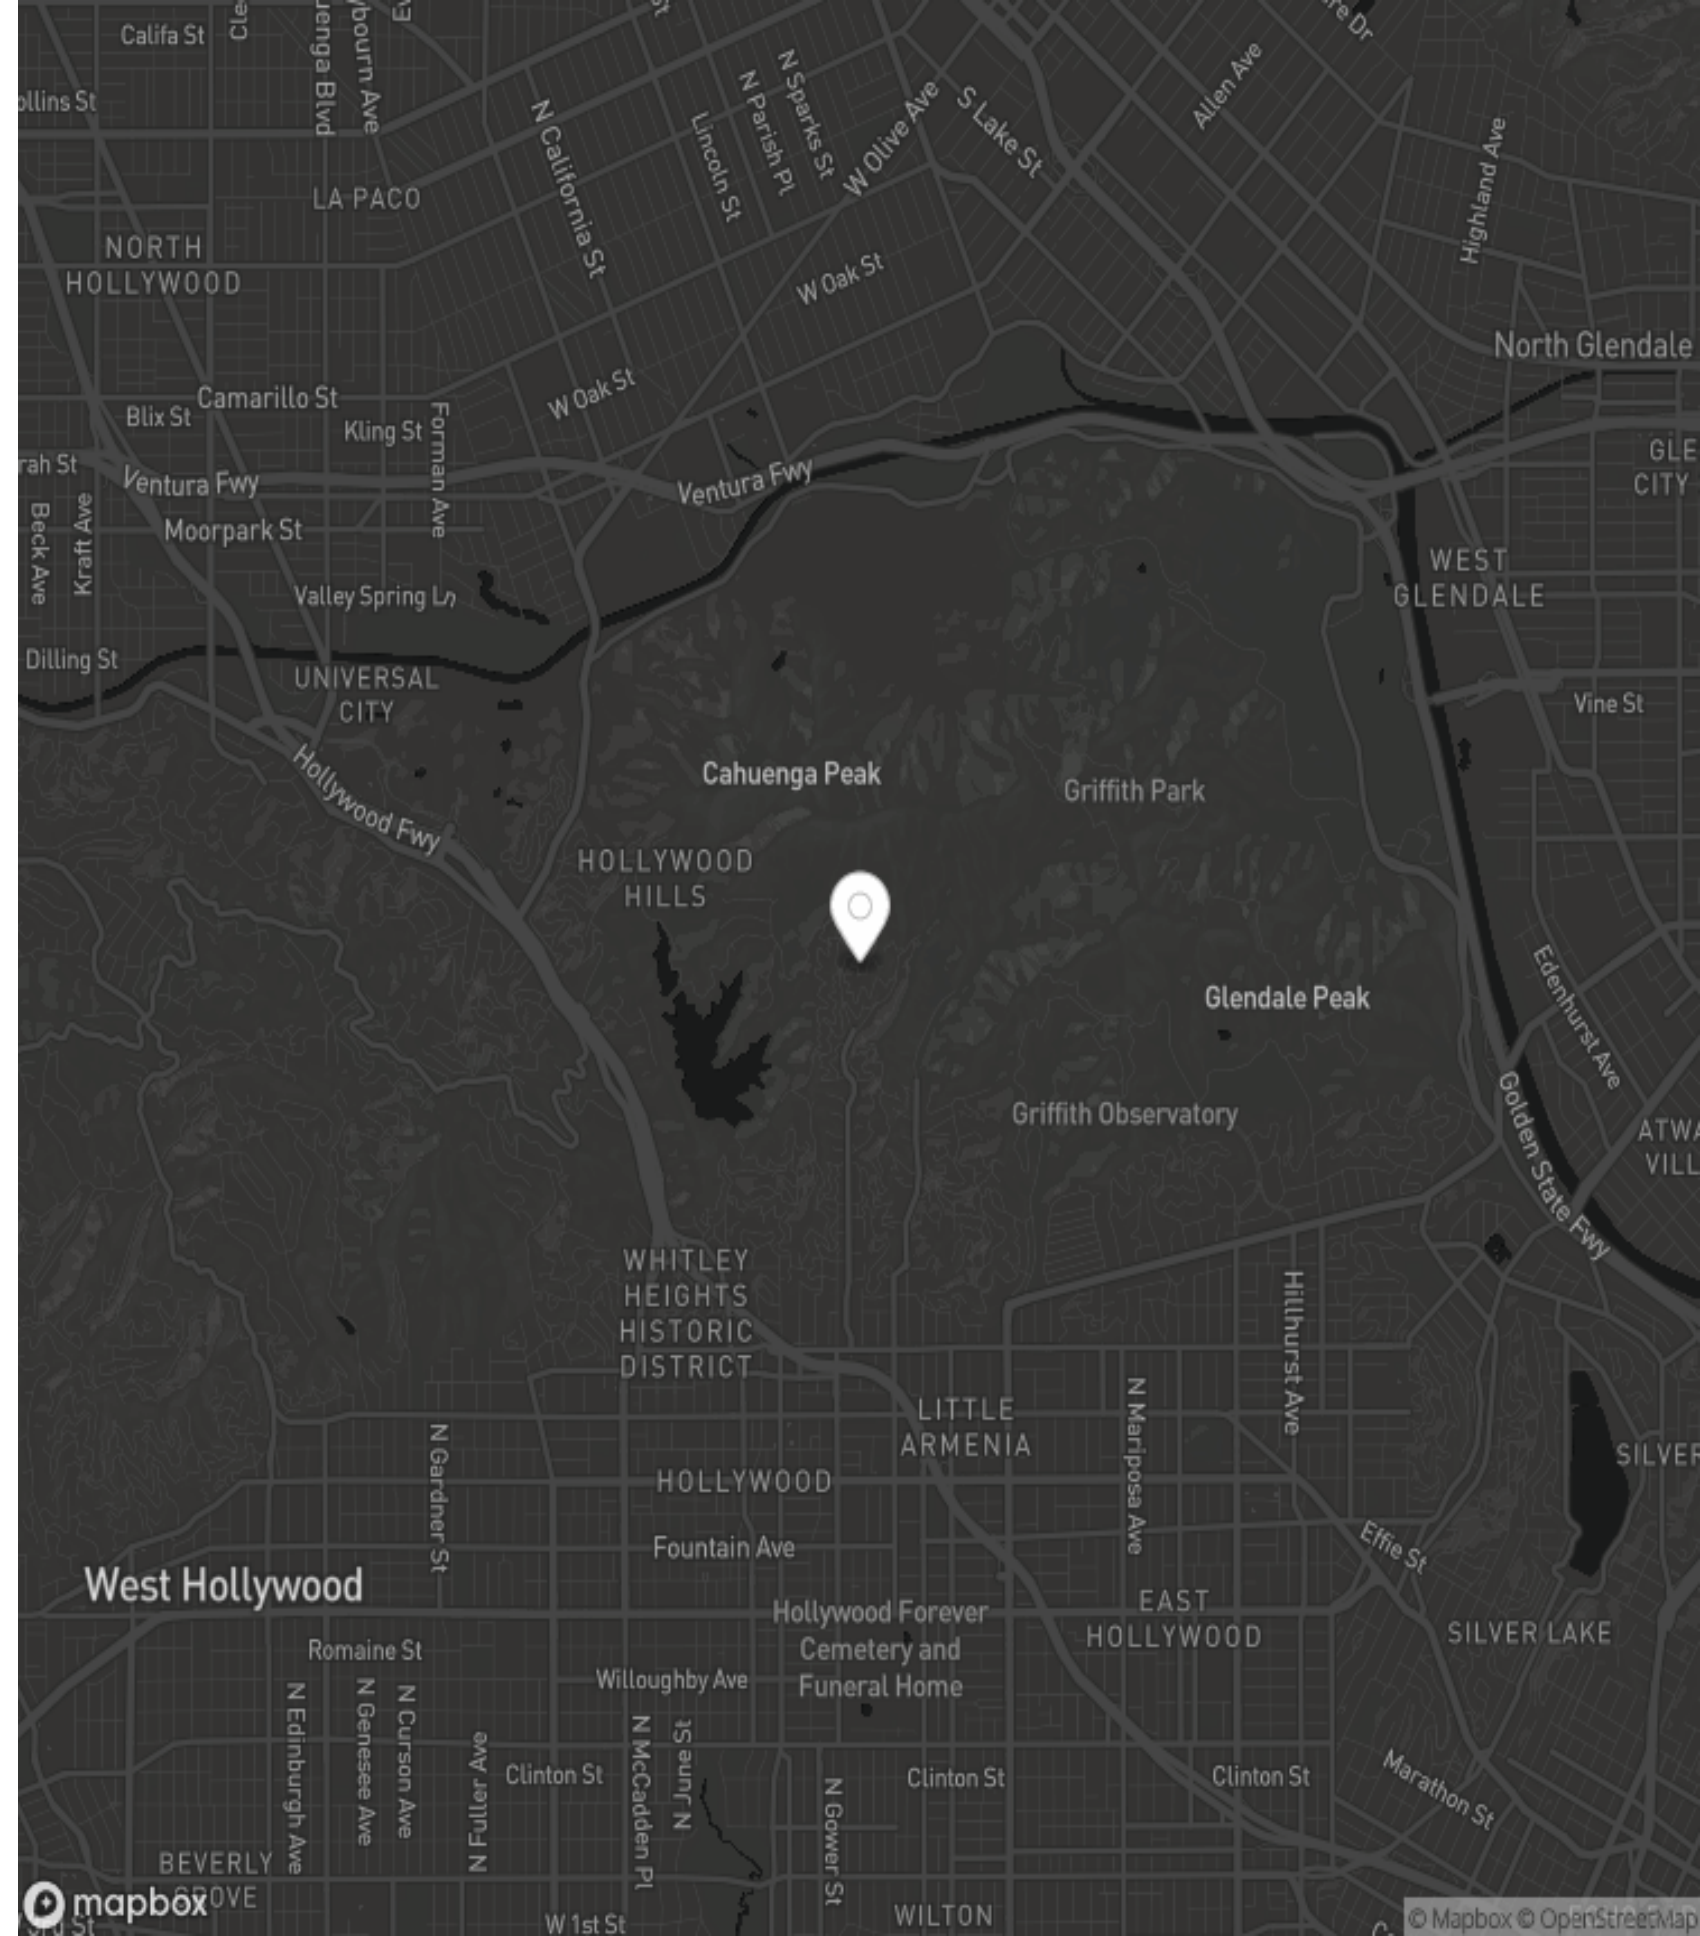 Califa St
N Sparks St
N Parish Pl
W Olive Ave
S Lake St
Allen Ave
N California St
Lincoln St
Highland Ave
LA PACO
NORTH
HOLLYWOOD
W Oak St
North Glendale
Camarillo St
W Oak St
Blix St
Kling St
Forman Ave
Ventura Fwy
Ventura Fwy
Beck Ave
Kraft Ave
Moorpark St
WEST
GLENDALE
Valley Spring Ln
Dilling St
UNIVERSAL
CITY
Vine St
Hollywood Fwy
Cahuenga Peak
Griffith Park
HOLLYWOOD
HILLS
Glendale Peak
Edenhurst Ave
Griffith Observatory
Golden State Fwy
WHITLEY
HEIGHTS
HISTORIC
DISTRICT
Hillhurst Ave
LITTLE
ARMENIA
N Mariposa Ave
N Gardner St
HOLLYWOOD
Fountain Ave
Effie St
West Hollywood
Hollywood Forever
Cemetery and
Funeral Home
EAST
HOLLYWOOD
SILVER LAKE
Romaine St
Willoughby Ave
N Edinburgh Ave
N Genesee Ave
N Curson Ave
N Fuller Ave
Clinton St
N McCadden Pl
N June St
N Gower St
Clinton St
Clinton St
Marathon St
BEVERLY
GROVE
mapbox
W 1st St
WILTON
© Mapbox © OpenStreetMap